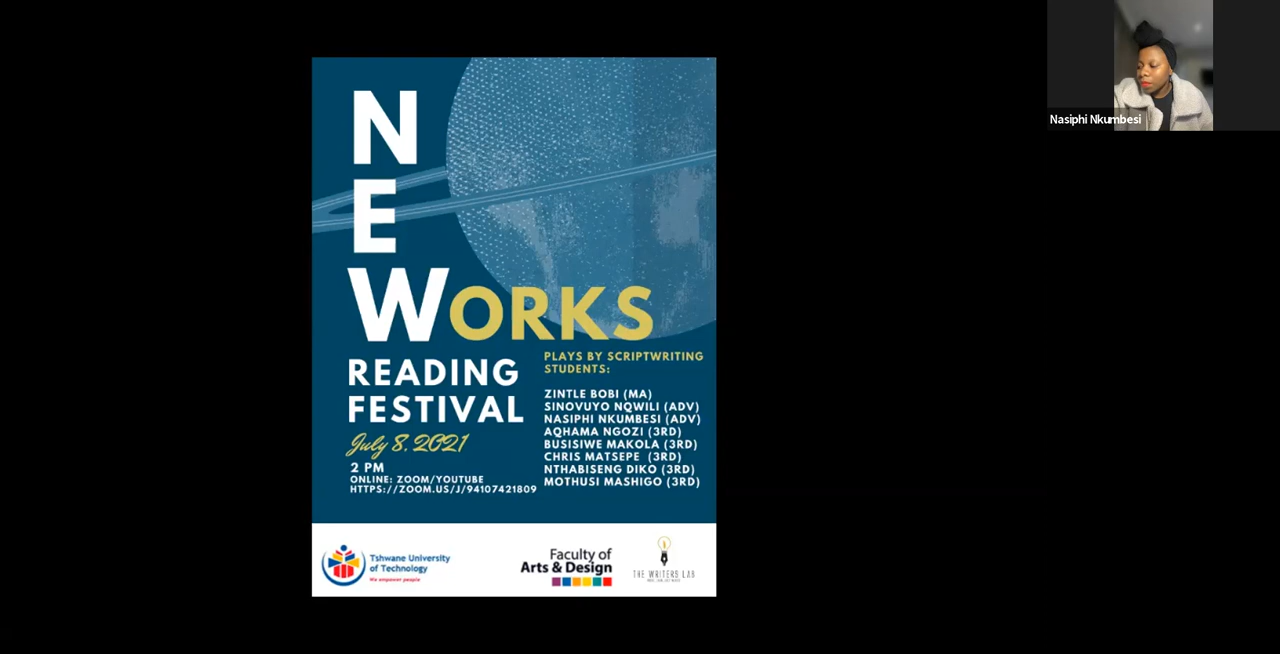 N
E
WORKS
READING
FESTIVAL
July 8, 2021
2 PM
ONLINE: ZOOM/YOUTUBE
HTTPS://ZOOM.US/J/94107421809
PLAYS BY SCRIPTWRITING
STUDENTS:
ZINTLE BOBI (MA)
SINOVUYO NQWILI (ADV)
NASIPHI NKUMBESI (ADV)
AQHAMA NGOZI (3RD)
BUSISIWE MAKOLA (3RD)
CHRIS MATSEPE (3RD)
NTHABISENG DIKO (3RD)
MOTHUSI MASHIGO (3RD)
Tshwane University
of Technology
We empower people
Faculty of
Arts & Design
THE WRITERS LAB
Nasiphi Nkumbesi